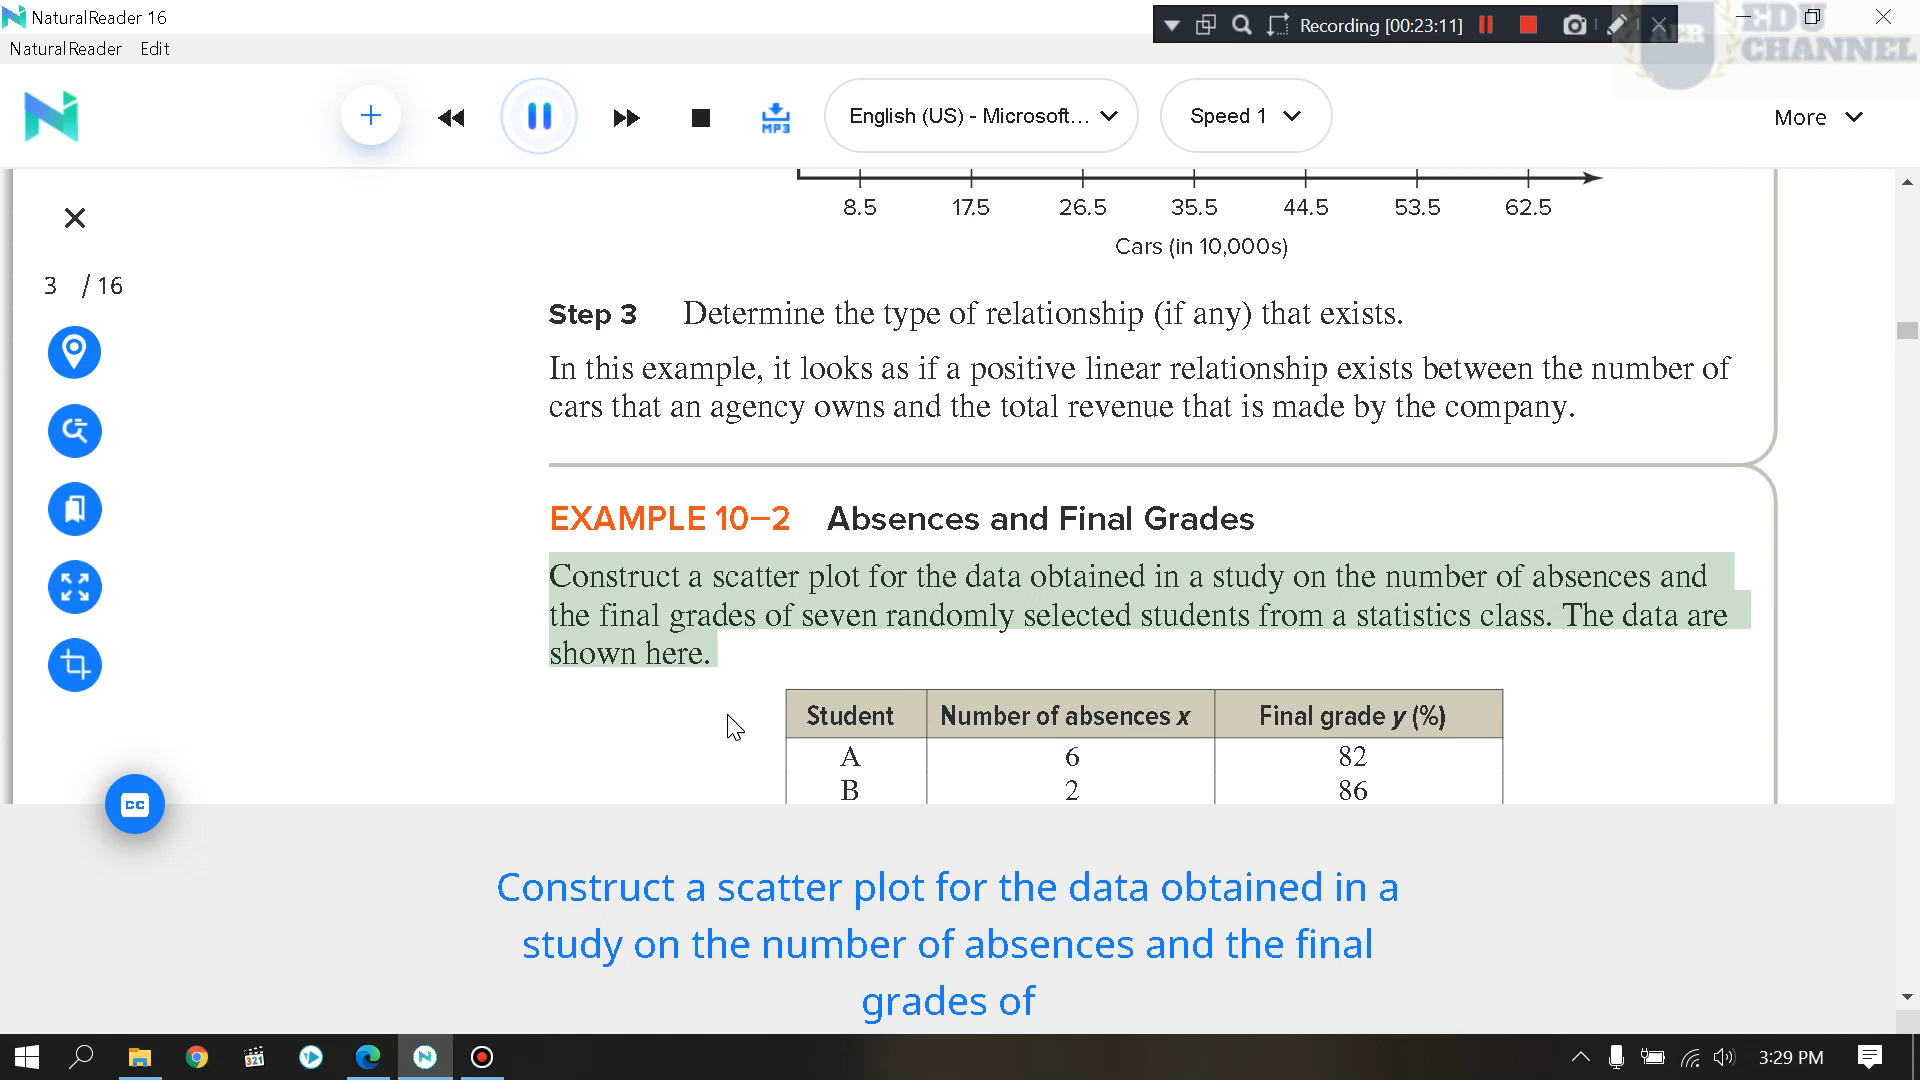 NaturalReader 16
Recording [00:23:11]
AER EDU
CHANNEL
NaturalReader Edit
MP3
English (US) - Microsoft...
Speed 1
More
3 / 16
8.5 17.5 26.5 35.5 44.5 53.5 62.5
Cars (in 10,000s)
Step 3 Determine the type of relationship (if any) that exists.
In this example, it looks as if a positive linear relationship exists between the number of
cars that an agency owns and the total revenue that is made by the company.
EXAMPLE 10–2 Absences and Final Grades
Construct a scatter plot for the data obtained in a study on the number of absences and
the final grades of seven randomly selected students from a statistics class. The data are
shown here.
Student Number of absences x Final grade y (%)
A 6 82
B 2 86
cc
Construct a scatter plot for the data obtained in a
study on the number of absences and the final
grades of
321
3:29 PM